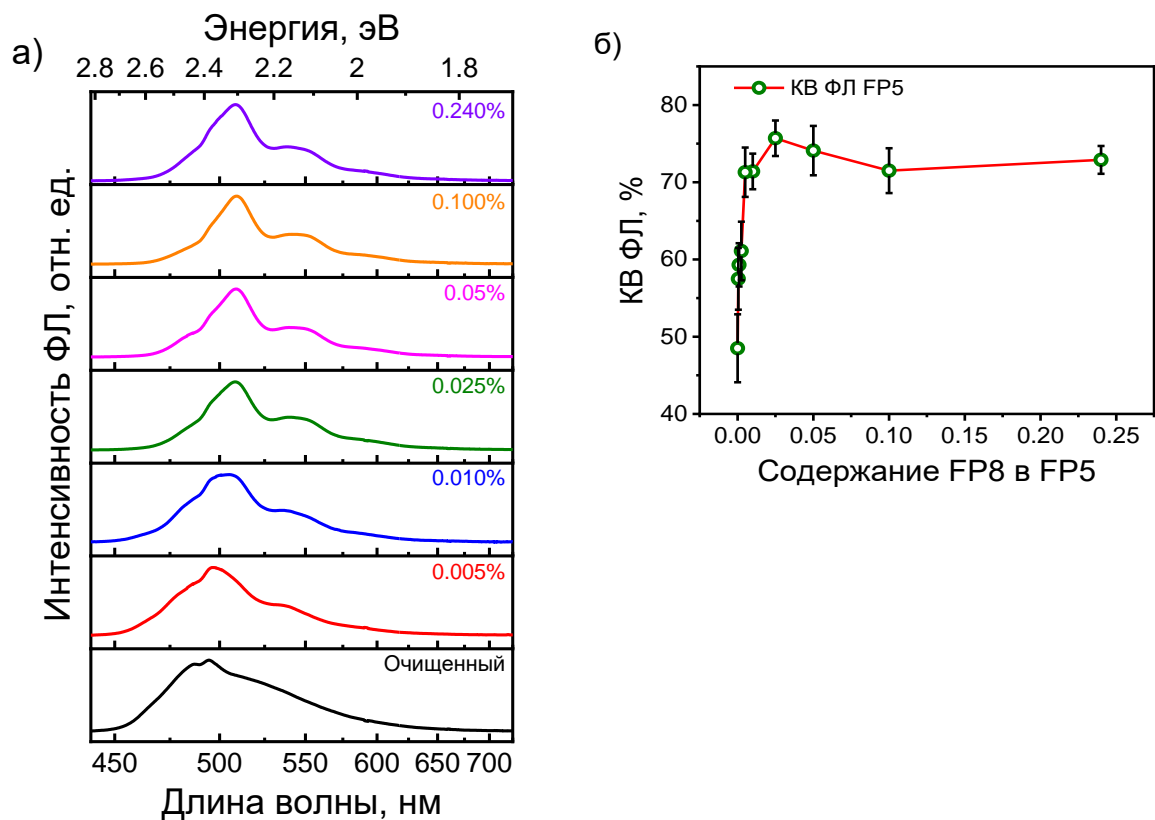 а)
Энергия, эВ
2.8 2.6 2.4 2.2 2 1.8
Интенсивность ФЛ, отн. ед.
0.240%
0.100%
0.05%
0.025%
0.010%
0.005%
Очищенный
450 500 550 600 650 700
Длина волны, нм
б)
КВ ФЛ FP5
КВ ФЛ, %
80
70
60
50
40
0.00 0.05 0.10 0.15 0.20 0.25
Содержание FP8 в FP5